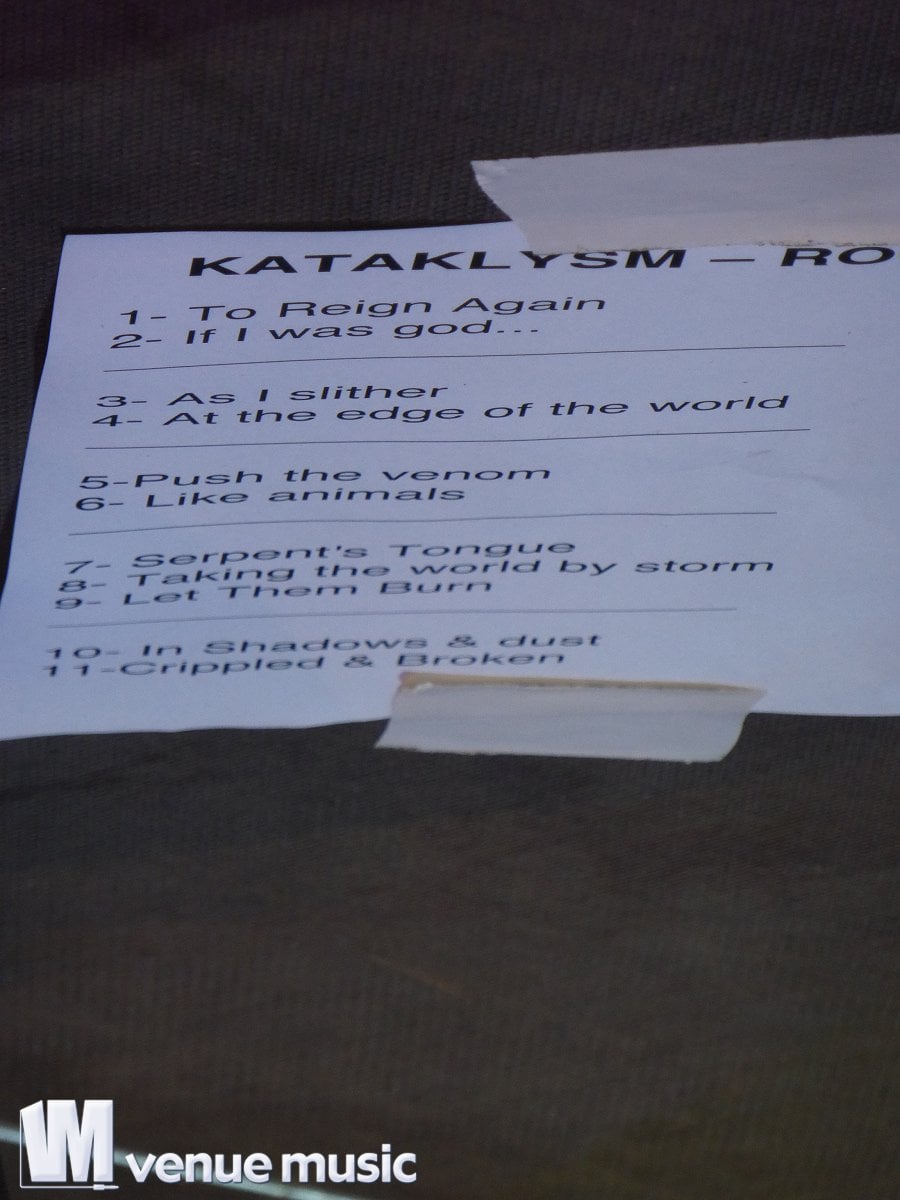 KATAKLYSM – RO
1- To Reign Again
2- If I was god...
3- As I slither
4- At the edge of the world
5-Push the venom
6- Like animals
7- Serpent's Tongue
8- Taking the world by storm
9- Let Them Burn
10- In Shadows & dust
11-Crippled & Broken
VM venue music